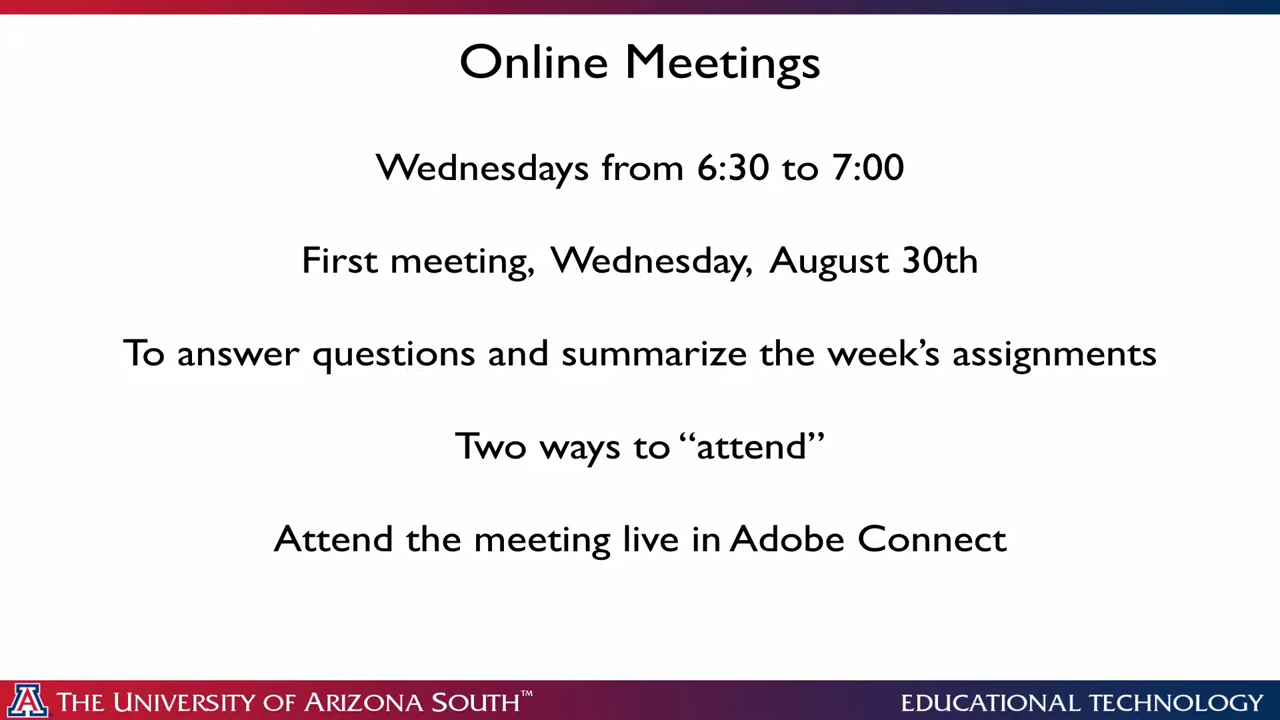 Online Meetings
Wednesdays from 6:30 to 7:00
First meeting, Wednesday, August 30th
To answer questions and summarize the week’s assignments
Two ways to “attend”
Attend the meeting live in Adobe Connect
A THE UNIVERSITY OF ARIZONA SOUTH™
EDUCATIONAL TECHNOLOGY